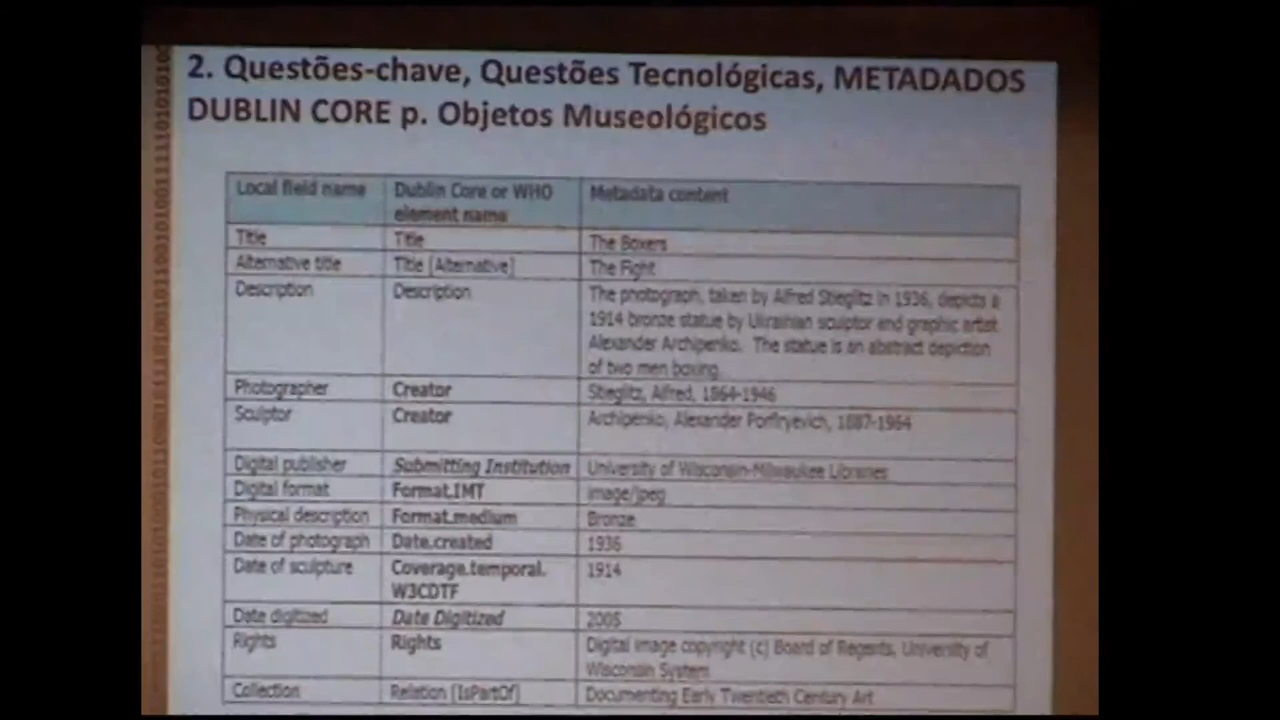 2. Questões-chave, Questões Tecnológicas, METADADOS
DUBLIN CORE p. Objetos Museológicos
Local field name Dublin Core or WHO Metadata content
element name
Title Title The Boxers
Alternative title Title [Alternative] The Fight
Description Description The photograph, taken by Alfred Stieglitz in 1936, depicts a
1914 bronze statue by Ukrainian sculptor and graphic artist
Alexander Archipenko. The statue is an abstract depiction
of two men boxing.
Photographer Creator Stieglitz, Alfred, 1864-1946
Sculptor Creator Archipenko, Alexander Porfiryevich, 1887-1964
Digital publisher Submitting Institution University of Wisconsin-Milwaukee Libraries
Digital format Format.IMT image/jpeg
Physical description Format.medium Bronze
Date of photograph Date.created 1936
Date of sculpture Coverage.temporal. 1914
W3CDTF
Date digitized Date Digitized 2005
Rights Rights Digital image copyright (c) Board of Regents, University of
Wisconsin System
Collection Relation [IsPartOf] Documenting Early Twentieth Century Art